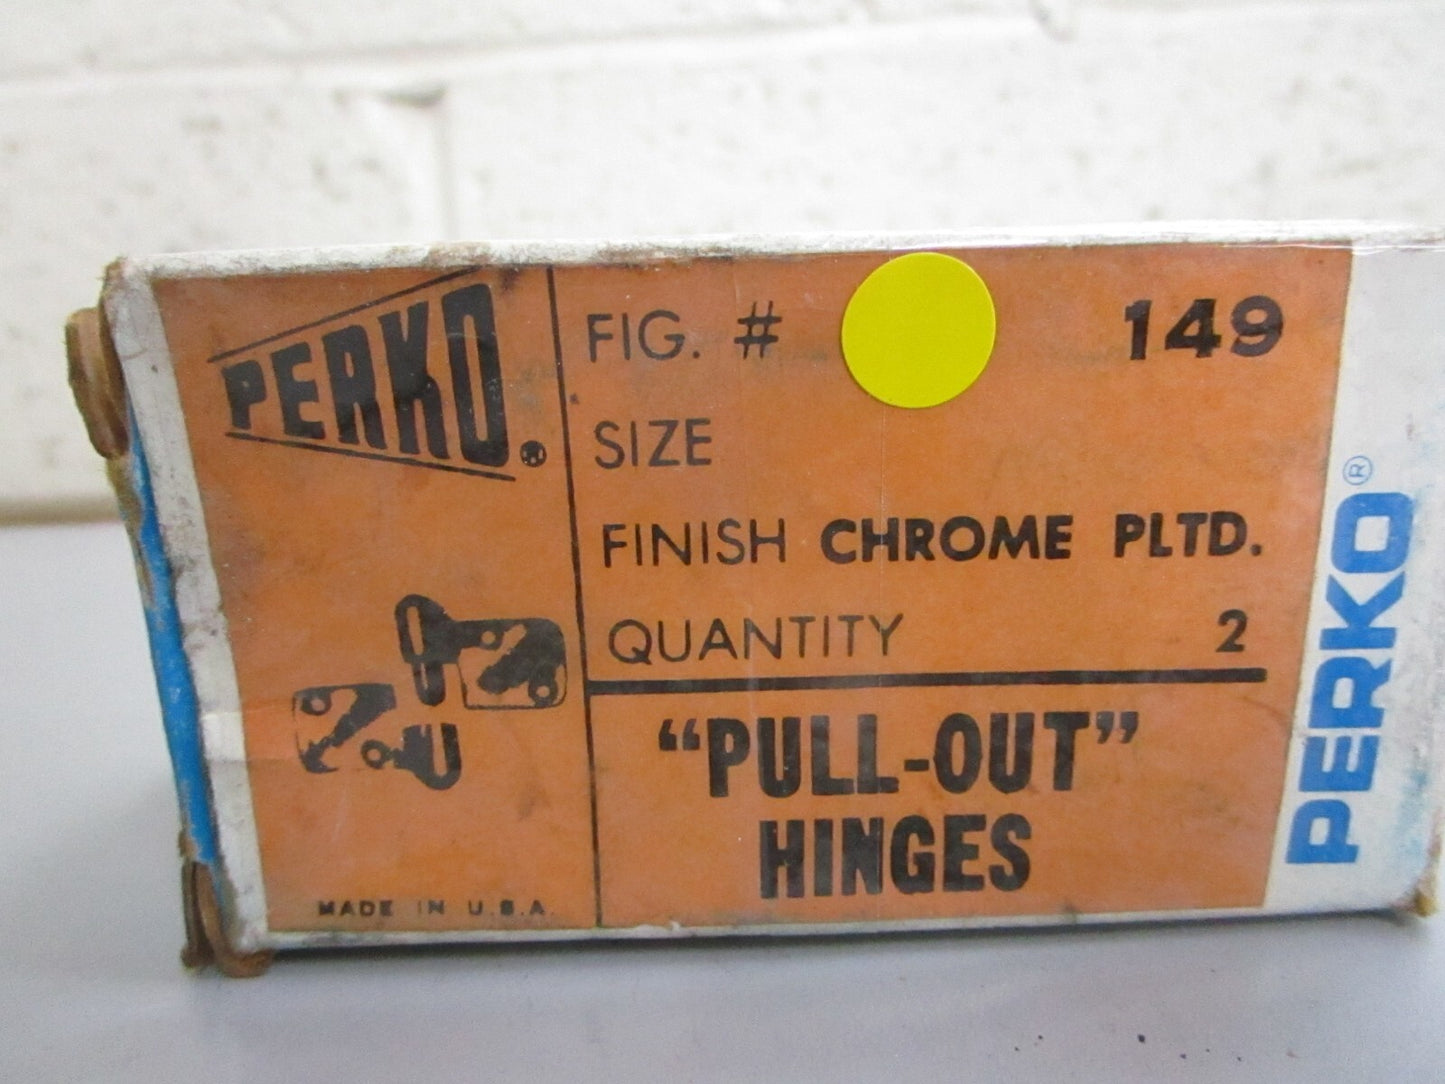 PERKO®
FIG. # 149
SIZE
FINISH CHROME PLTD.
QUANTITY 2
"PULL-OUT"
HINGES
MADE IN U.S.A.
PERKO®